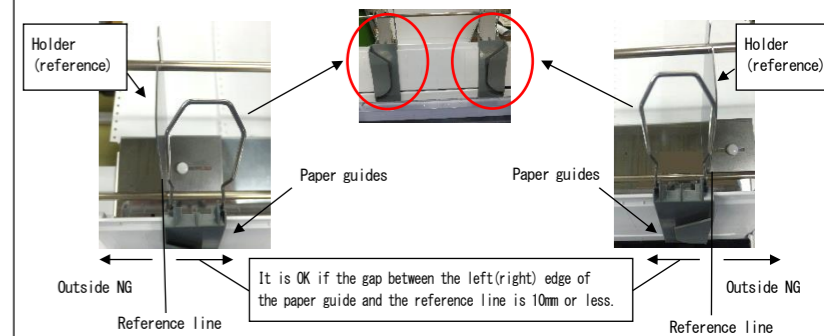 Holder
(reference)
Holder
(reference)
Paper guides
Paper guides
Outside NG
It is OK if the gap between the left(right) edge of
the paper guide and the reference line is 10mm or less.
Outside NG
Reference line
Reference line